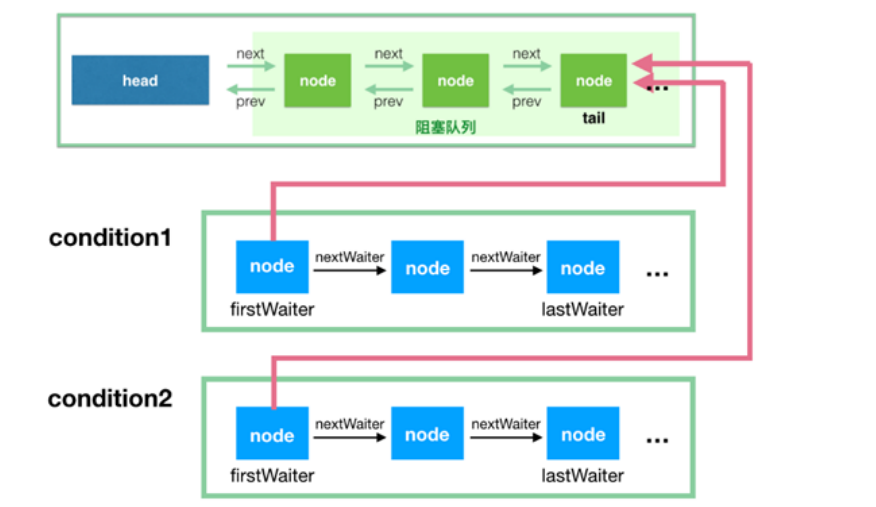 next next next
head node node node ...
prev prev prev
阻塞队列 tail
condition1
node nextWaiter node nextWaiter node ...
firstWaiter lastWaiter
condition2
node nextWaiter node nextWaiter node ...
firstWaiter lastWaiter